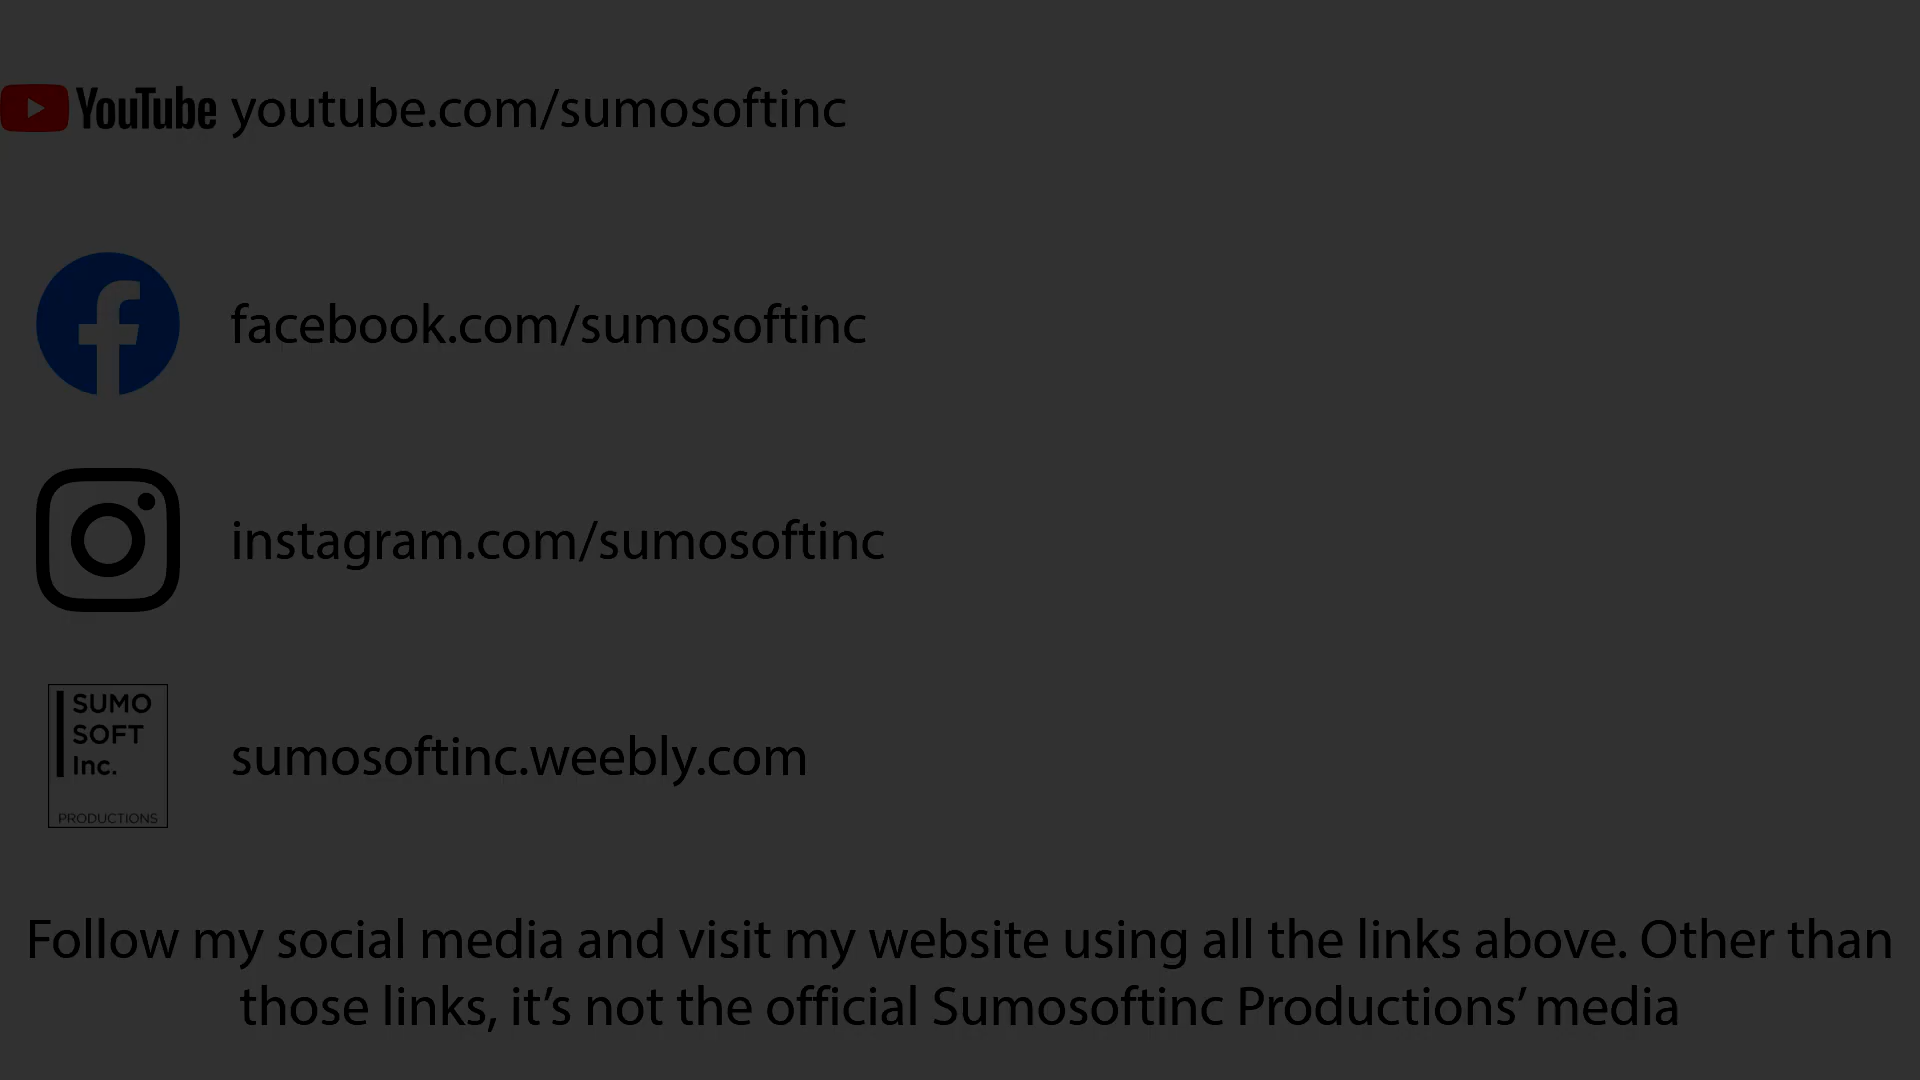 YouTube youtube.com/sumosoftinc
facebook.com/sumosoftinc
instagram.com/sumosoftinc
SUMO
SOFT
Inc.
PRODUCTIONS
sumosoftinc.weebly.com
Follow my social media and visit my website using all the links above. Other than
those links, it’s not the official Sumosoftinc Productions’ media